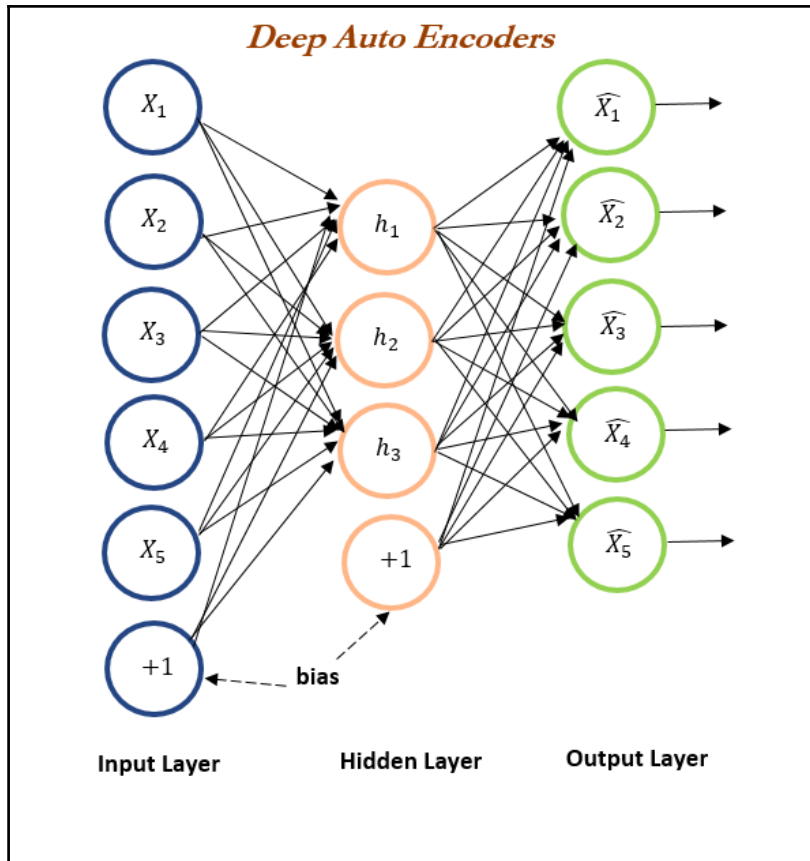 Deep Auto Encoders
X₁
X₂
X₃
X₄
X₅
+1
h₁
h₂
h₃
+1
X̂₁
X̂₂
X̂₃
X̂₄
X̂₅
bias
Input Layer
Hidden Layer
Output Layer